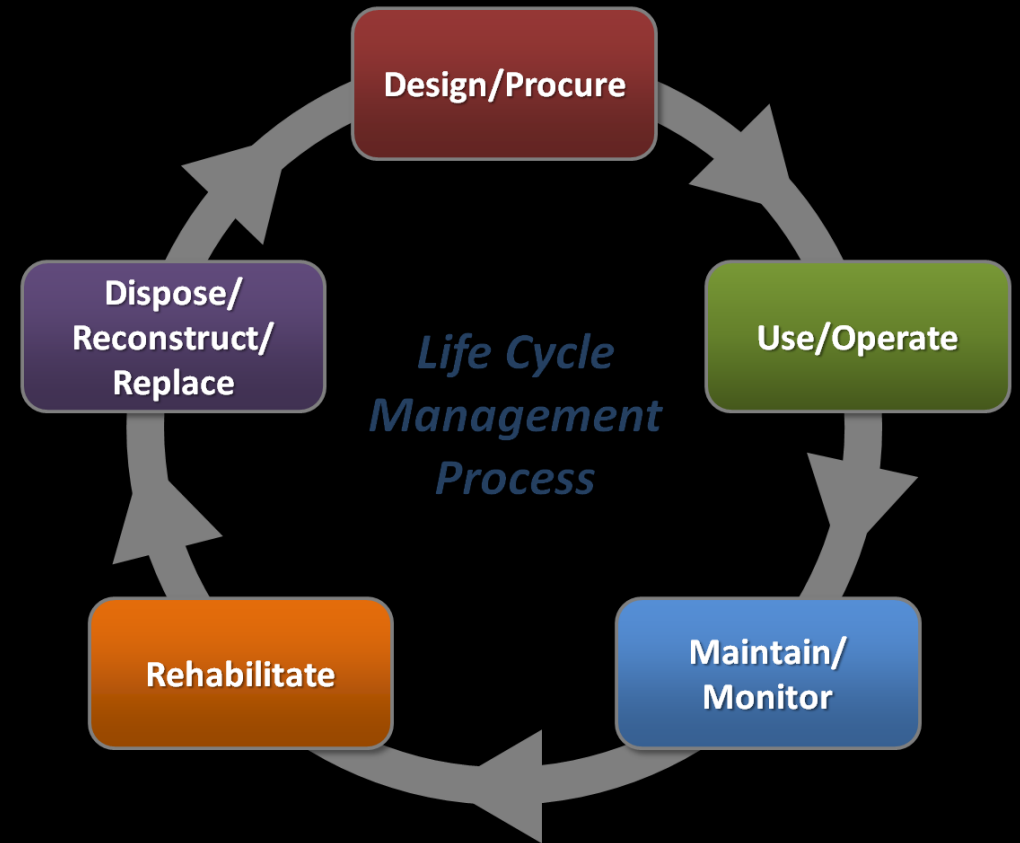 Design/Procure
Use/Operate
Maintain/
Monitor
Rehabilitate
Dispose/
Reconstruct/
Replace
Life Cycle
Management
Process